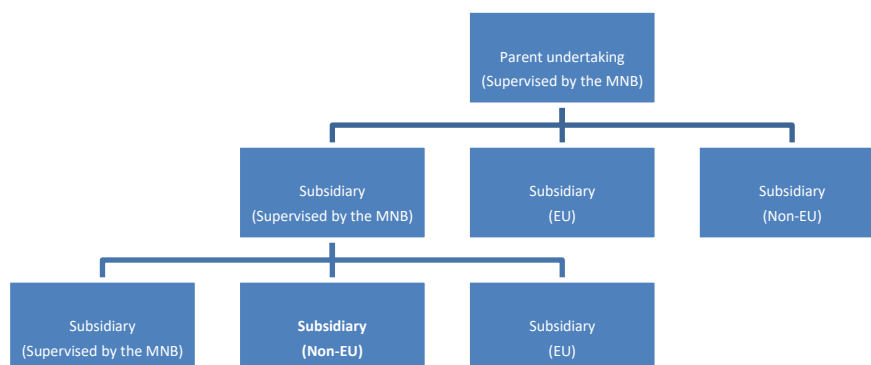 Parent undertaking
(Supervised by the MNB)
Subsidiary
(Supervised by the MNB)
Subsidiary
(EU)
Subsidiary
(Non-EU)
Subsidiary
(Supervised by the MNB)
Subsidiary
(Non-EU)
Subsidiary
(EU)